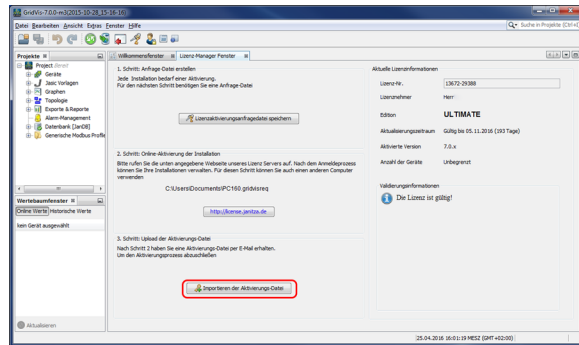 GridVis-7.0.0-m3(2015-10-28_15-16-16)
Datei Bearbeiten Ansicht Extras Fenster Hilfe
Suche in Projekte (Ctrl+I)
Projekte
Project Bereit
Geräte
Jasic Vorlagen
Graphen
Topologie
Exporte & Reporte
Alarm-Management
Datenbank [JanDB]
Generische Modbus Profile
Wertebaumfenster
Online Werte Historische Werte
kein Gerät ausgewählt
Aktualisieren
Willkommensfenster Lizenz-Manager Fenster
1. Schritt: Anfrage-Datei erstellen
Jede Installation bedarf einer Aktivierung.
Für den nächsten Schritt benötigen Sie eine Anfrage-Datei
Lizenzaktivierungsanfragedatei speichern
2. Schritt: Online-Aktivierung der Installation
Bitte rufen Sie die unten angegebene Webseite unseres Lizenz Servers auf. Nach dem Anmeldeprozess
können Sie Ihre Installationen verwalten. Für diesen Schritt können Sie auch einen anderen Computer
verwenden
C:\Users\Documents\PC160.gridvisreq
http://license.janitza.de
3. Schritt: Upload der Aktivierungs-Datei
Nach Schritt 2 haben Sie eine Aktivierungs-Datei per E-Mail erhalten.
Um den Aktivierungsprozess abzuschließen
Importieren der Aktivierungs-Datei
Aktuelle Lizenzinformationen
Lizenz-Nr. 13672-29388
Lizenznehmer Herr
Edition ULTIMATE
Aktualisierungszeitraum Gültig bis 05.11.2016 (193 Tage)
Aktivierte Version 7.0.x
Anzahl der Geräte Unbegrenzt
Validierungsinformationen
Die Lizenz ist gültig!
25.04.2016 16:01:19 MESZ (GMT+02:00)